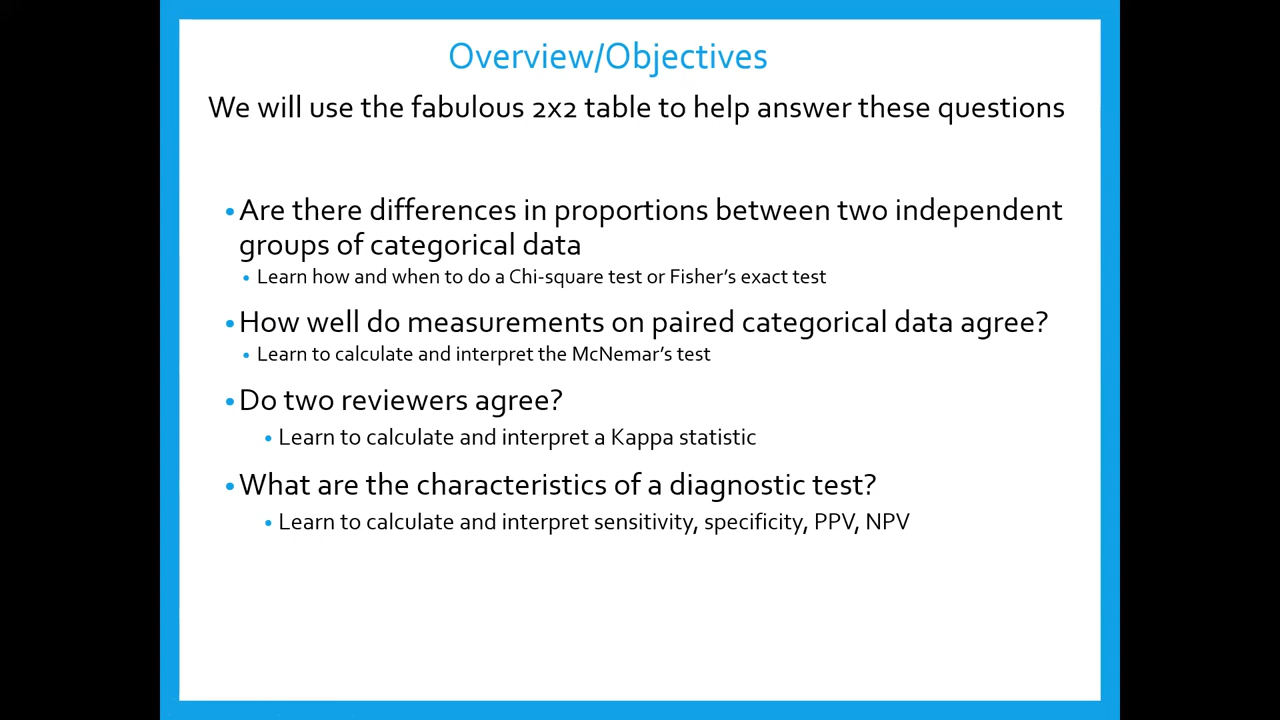 Overview/Objectives
We will use the fabulous 2x2 table to help answer these questions
•Are there differences in proportions between two independent
groups of categorical data
• Learn how and when to do a Chi-square test or Fisher’s exact test
•How well do measurements on paired categorical data agree?
• Learn to calculate and interpret the McNemar’s test
•Do two reviewers agree?
• Learn to calculate and interpret a Kappa statistic
•What are the characteristics of a diagnostic test?
• Learn to calculate and interpret sensitivity, specificity, PPV, NPV